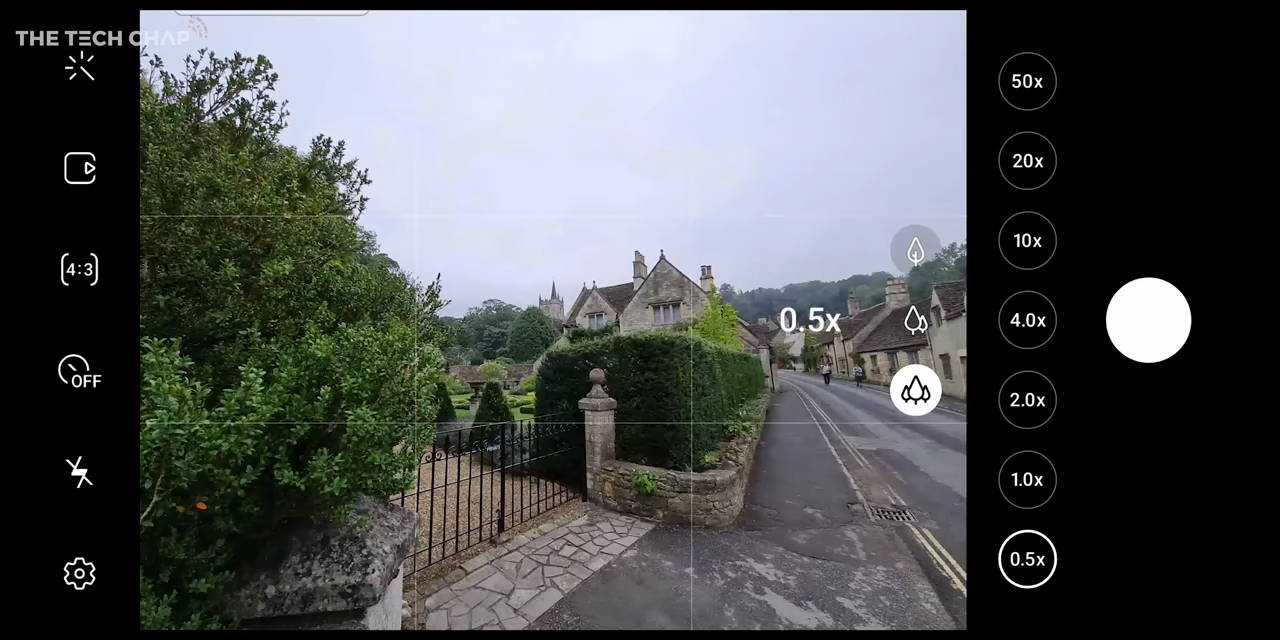 THE TECH CHAP
4:3
OFF
0.5x
50x
20x
10x
4.0x
2.0x
1.0x
0.5x